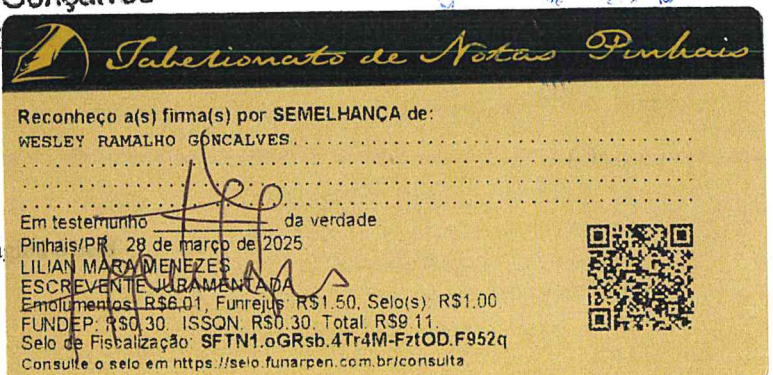 Tabelionato de Notas Pinhais
Reconheço a(s) firma(s) por SEMELHANÇA de:
WESLEY RAMALHO GONCALVES
Em testemunho da verdade
Pinhais/PR, 28 de março de 2025
LILIAN MARA MENEZES
ESCREVENTE JURAMENTADA
Emolumentos: R$6.01, Funrejus: R$1.50, Selo(s): R$1.00
FUNDEP: R$0.30. ISSQN: R$0.30. Total: R$9.11.
Selo de Fiscalização: SFTN1.oGRsb.4Tr4M-FztOD.F952q
Consulte o selo em https://selo.funarpen.com.br/consulta